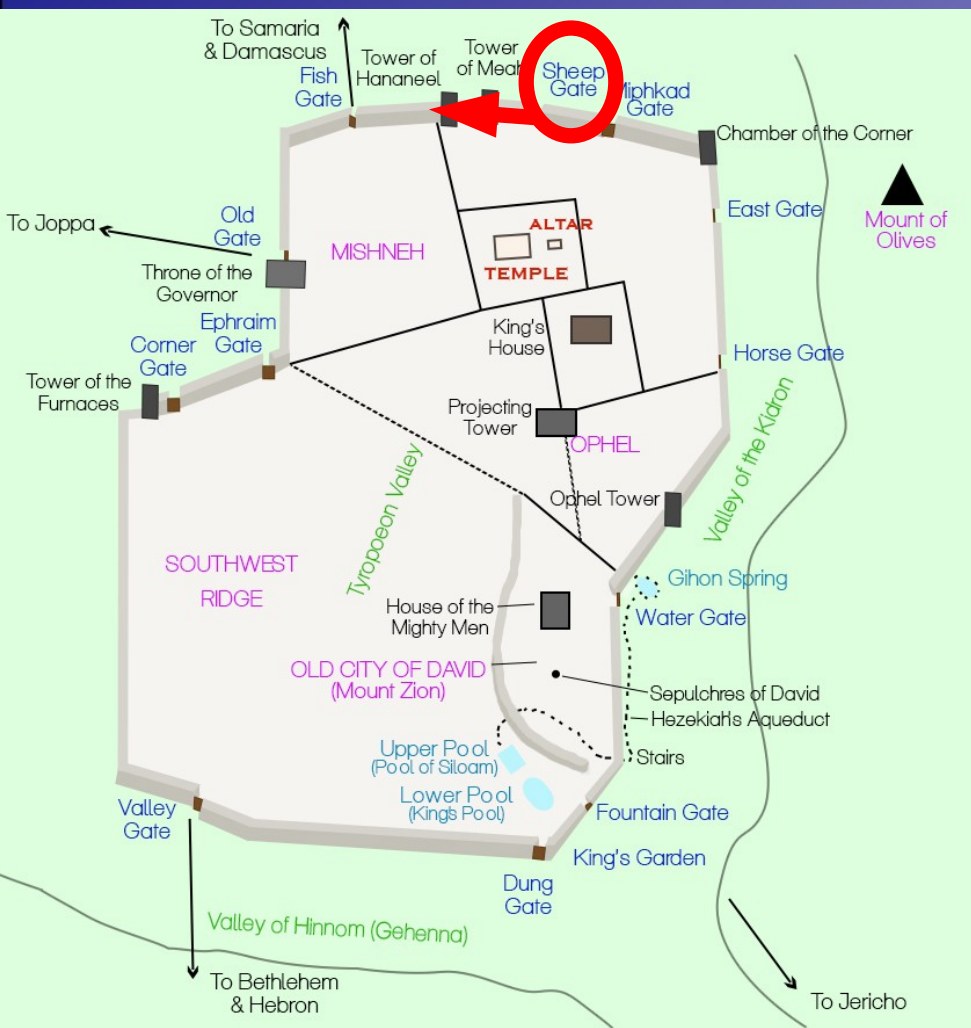 To Samaria
& Damascus
Tower of
Hananeel
Tower
of Meah
Sheep
Gate
Miphkad
Gate
Fish
Gate
Chamber of the Corner
East Gate
Mount of
Olives
To Joppa
Old
Gate
MISHNEH
ALTAR
TEMPLE
Throne of the
Governor
Ephraim
Gate
Corner
Gate
King's
House
Horse Gate
Tower of the
Furnaces
Projecting
Tower
OPHEL
Valley of the Kidron
Tyropoeon Valley
Ophel Tower
SOUTHWEST
RIDGE
Gihon Spring
House of the
Mighty Men
Water Gate
OLD CITY OF DAVID
(Mount Zion)
Sepulchres of David
Hezekiah's Aqueduct
Stairs
Upper Pool
(Pool of Siloam)
Lower Pool
(King's Pool)
Valley
Gate
Fountain Gate
King's Garden
Dung
Gate
Valley of Hinnom (Gehenna)
To Bethlehem
& Hebron
To Jericho